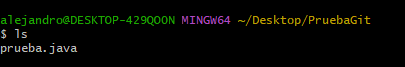 alejandro@DESKTOP-429QOON MINGW64 ~/Desktop/PruebaGit
$ ls
prueba.java